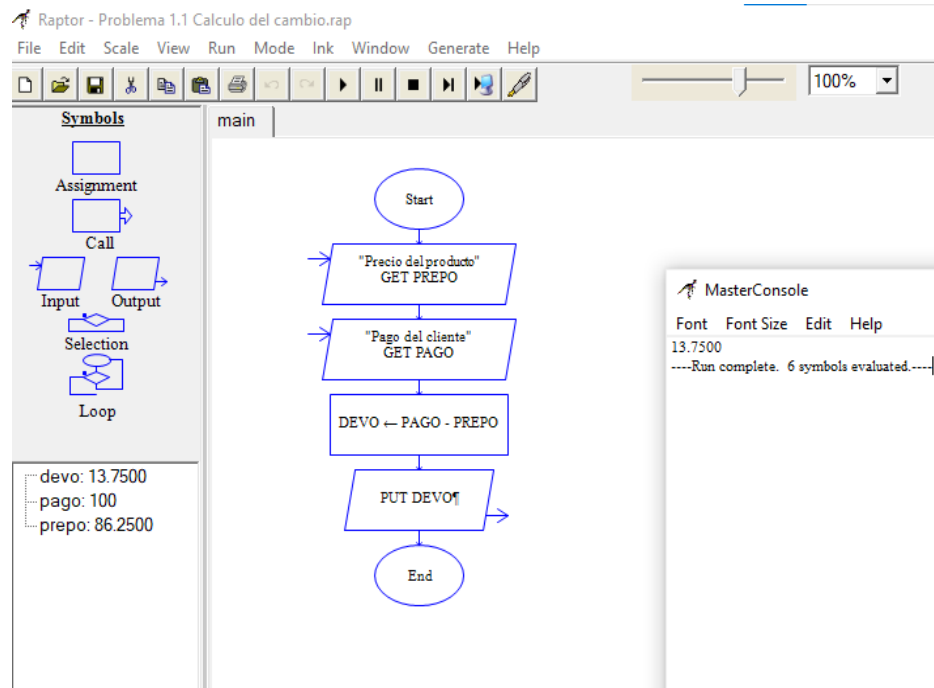 Raptor - Problema 1.1 Calculo del cambio.rap
File Edit Scale View Run Mode Ink Window Generate Help
100%
Symbols
Assignment
Call
Input Output
Selection
Loop
devo: 13.7500
pago: 100
prepo: 86.2500
main
Start
"Precio del producto"
GET PREPO
"Pago del cliente"
GET PAGO
DEVO ← PAGO - PREPO
PUT DEVO¶
End
MasterConsole
Font Font Size Edit Help
13.7500
----Run complete. 6 symbols evaluated.----